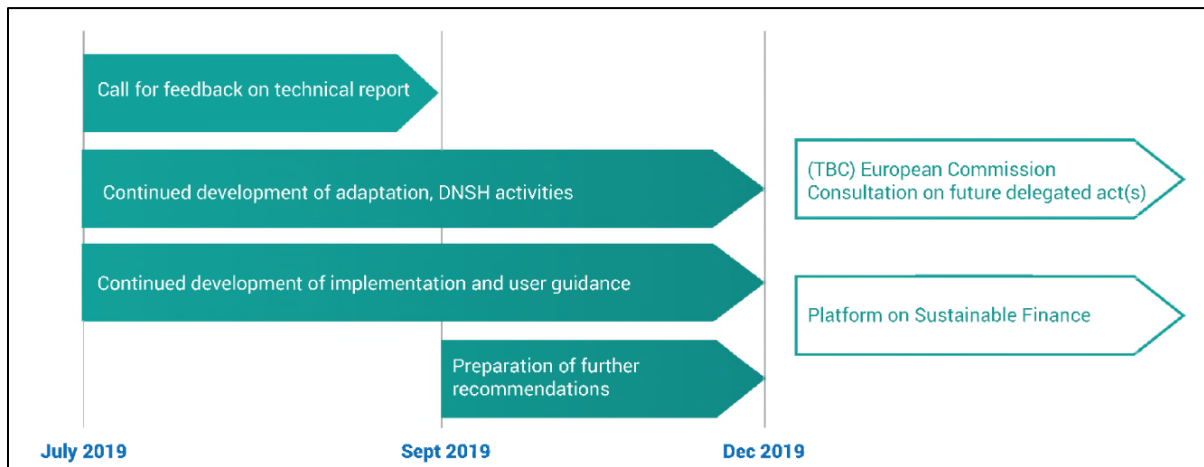 Call for feedback on technical report
Continued development of adaptation, DNSH activities
(TBC) European Commission
Consultation on future delegated act(s)
Continued development of implementation and user guidance
Platform on Sustainable Finance
Preparation of further
recommendations
July 2019
Sept 2019
Dec 2019